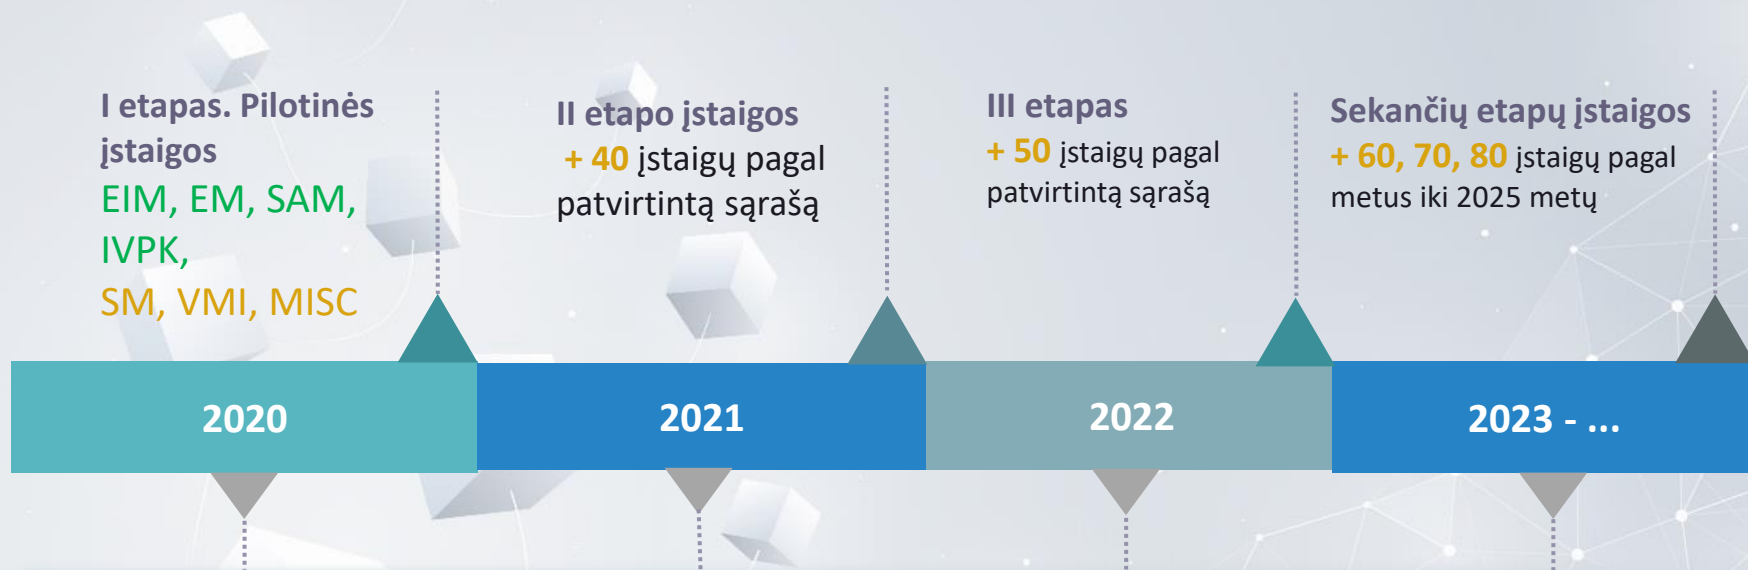 I etapas. Pilotinės
įstaigos
EIM, EM, SAM,
IVPK,
SM, VMI, MISC
II etapo įstaigos
+ 40 įstaigų pagal
patvirtintą sąrašą
III etapas
+ 50 įstaigų pagal
patvirtintą sąrašą
Sekančių etapų įstaigos
+ 60, 70, 80 įstaigų pagal
metus iki 2025 metų
2020
2021
2022
2023 - ...